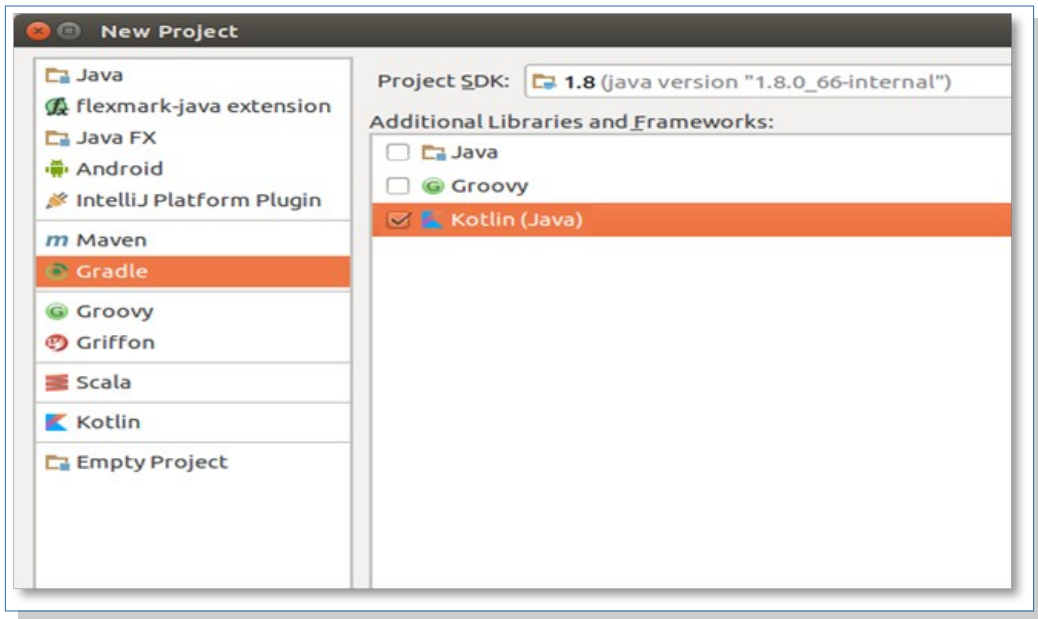 New Project
Java
flexmark-java extension
Java FX
Android
IntelliJ Platform Plugin
Maven
Gradle
Groovy
Griffon
Scala
Kotlin
Empty Project
Project SDK: 1.8 (java version "1.8.0_66-internal")
Additional Libraries and Frameworks:
Java
Groovy
Kotlin (Java)